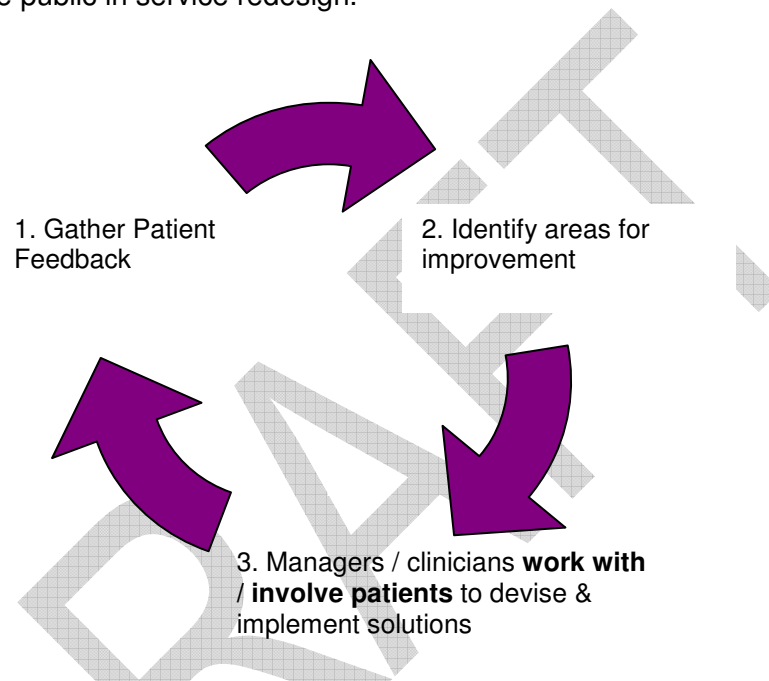 e public in service redesign.
1. Gather Patient
Feedback
2. Identify areas for
improvement
3. Managers / clinicians work with
/ involve patients to devise &
implement solutions
DRAFT